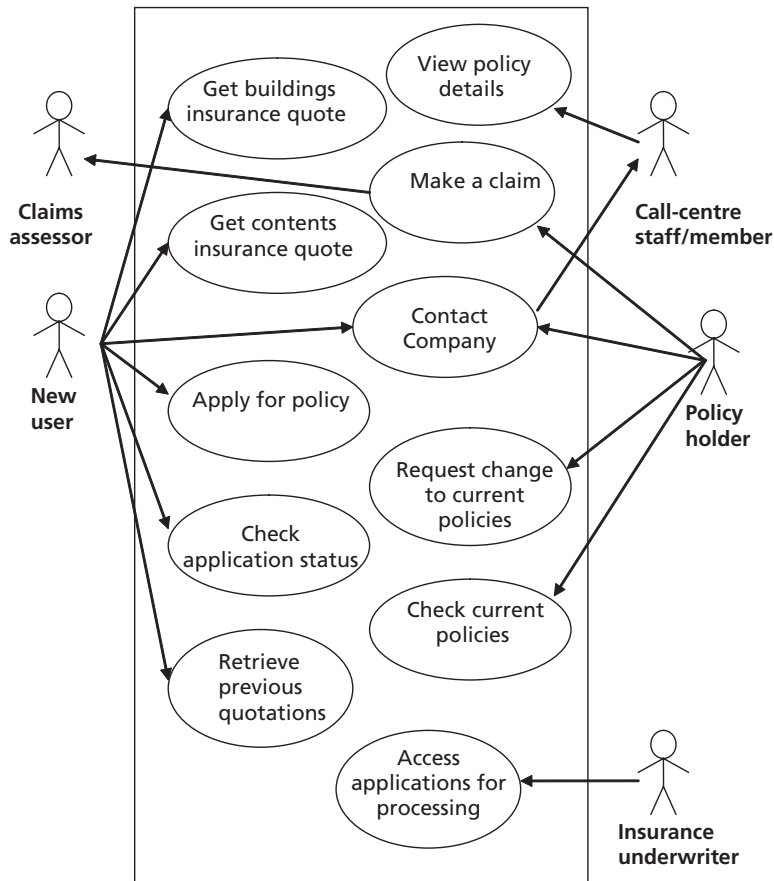 View policy
details
Get buildings
insurance quote
Make a claim
Claims
assessor
Call-centre
staff/member
Get contents
insurance quote
Contact
Company
New
user
Apply for policy
Policy
holder
Request change
to current
policies
Check
application status
Check current
policies
Retrieve
previous
quotations
Access
applications for
processing
Insurance
underwriter